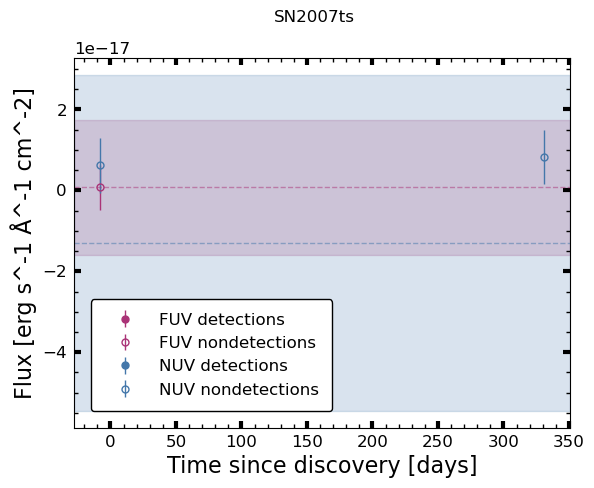 SN2007ts
1e−17
2
0
−2
−4
Flux [erg s^-1 Å^-1 cm^-2]
FUV detections
FUV nondetections
NUV detections
NUV nondetections
0 50 100 150 200 250 300 350
Time since discovery [days]